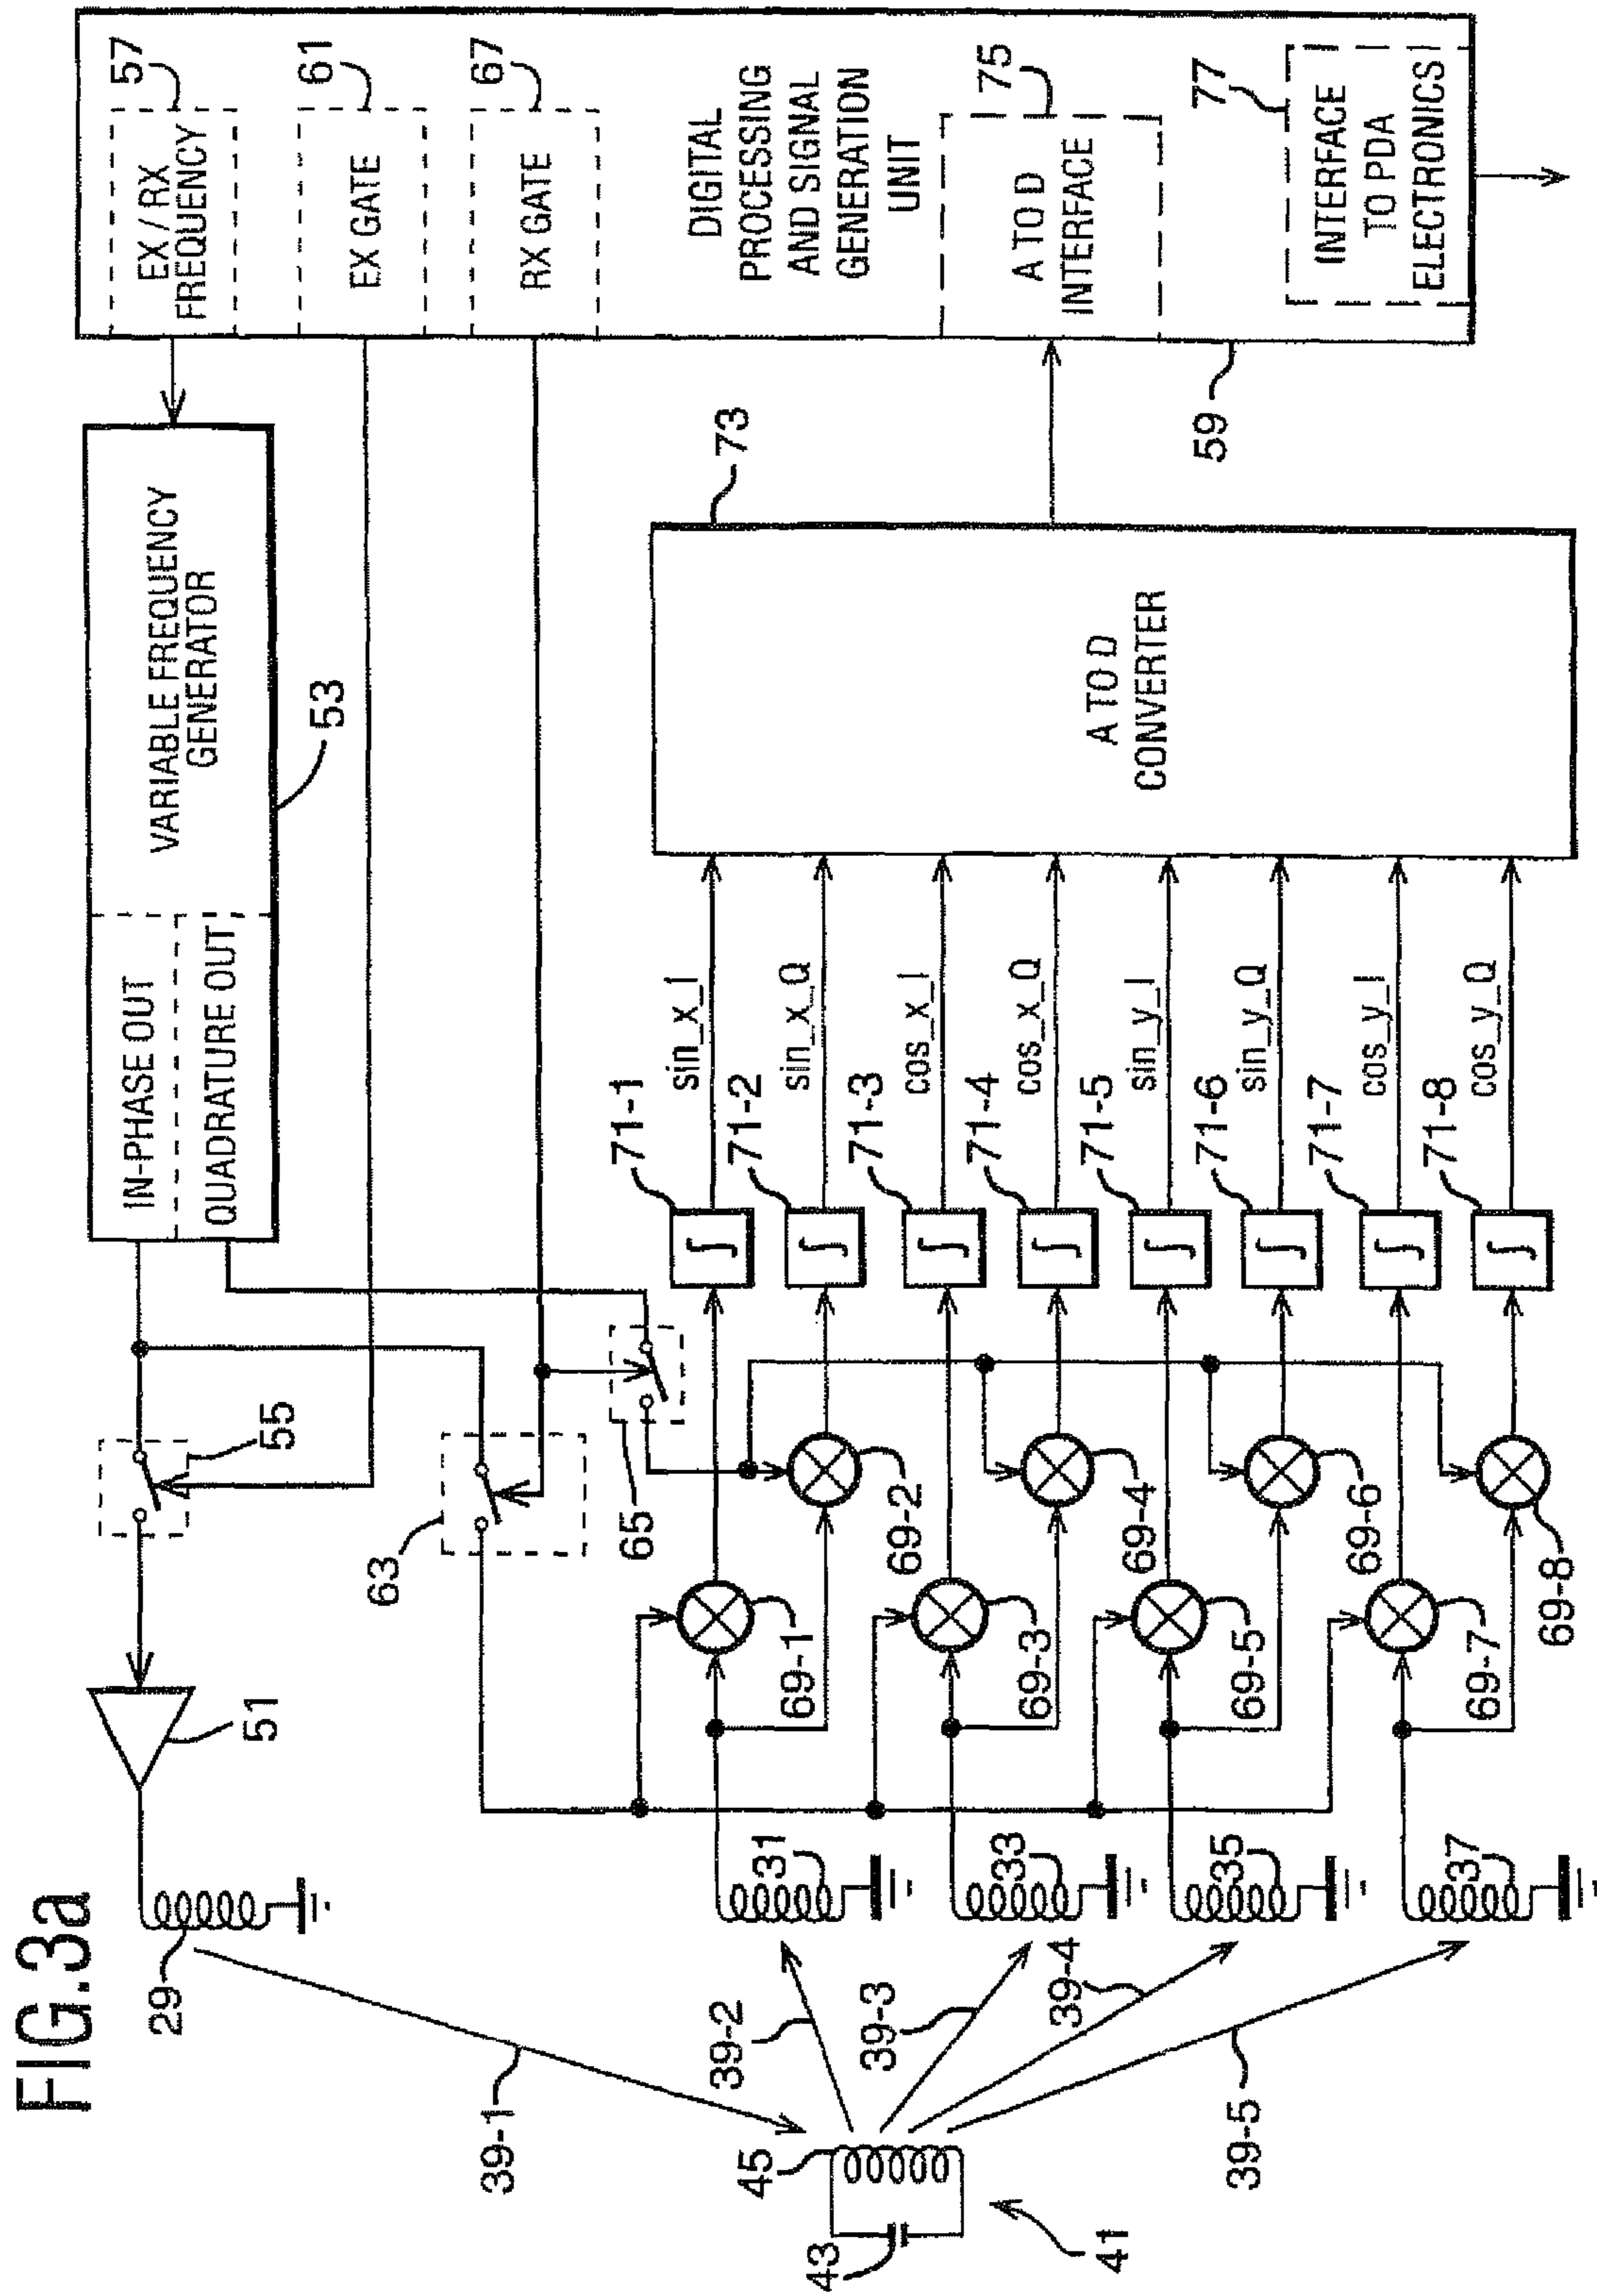 FIG.3a
29
51
55
IN-PHASE OUT
QUADRATURE OUT
VARIABLE FREQUENCY
GENERATOR
53
EX / RX
FREQUENCY
57
EX GATE
61
RX GATE
67
DIGITAL
PROCESSING
AND SIGNAL
GENERATION
UNIT
A TO D
INTERFACE
75
INTERFACE
TO PDA
ELECTRONICS
77
59
63
65
39-1
39-2
39-3
39-4
39-5
45
43
41
31
33
35
37
69-1
69-2
69-3
69-4
69-5
69-6
69-7
69-8
71-1
71-2
71-3
71-4
71-5
71-6
71-7
71-8
∫
∫
∫
∫
∫
∫
∫
∫
sin_x_I
sin_x_Q
cos_x_I
cos_x_Q
sin_y_I
sin_y_Q
cos_y_I
cos_y_Q
A TO D
CONVERTER
73